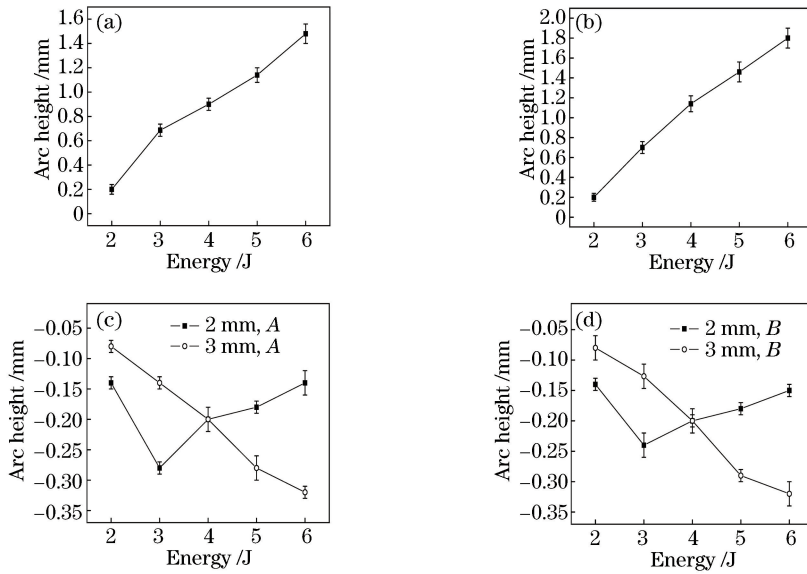 (a)
Arc height /mm
1.6
1.4
1.2
1.0
0.8
0.6
0.4
0.2
0
2 3 4 5 6
Energy /J
(b)
Arc height /mm
2.0
1.8
1.6
1.4
1.2
1.0
0.8
0.6
0.4
0.2
0
2 3 4 5 6
Energy /J
(c)
2 mm, A
3 mm, A
Arc height /mm
−0.05
−0.10
−0.15
−0.20
−0.25
−0.30
−0.35
2 3 4 5 6
Energy /J
(d)
2 mm, B
3 mm, B
Arc height /mm
−0.05
−0.10
−0.15
−0.20
−0.25
−0.30
−0.35
2 3 4 5 6
Energy /J